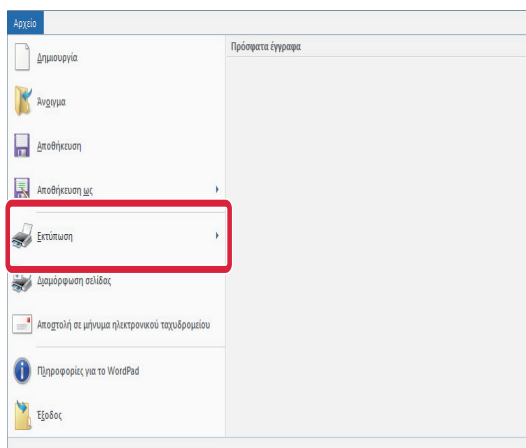 Αρχείο
Πρόσφατα έγγραφα
Δημιουργία
Άνοιγμα
Αποθήκευση
Αποθήκευση ως
Εκτύπωση
Διαμόρφωση σελίδας
Αποστολή σε μήνυμα ηλεκτρονικού ταχυδρομείου
Πληροφορίες για το WordPad
Έξοδος